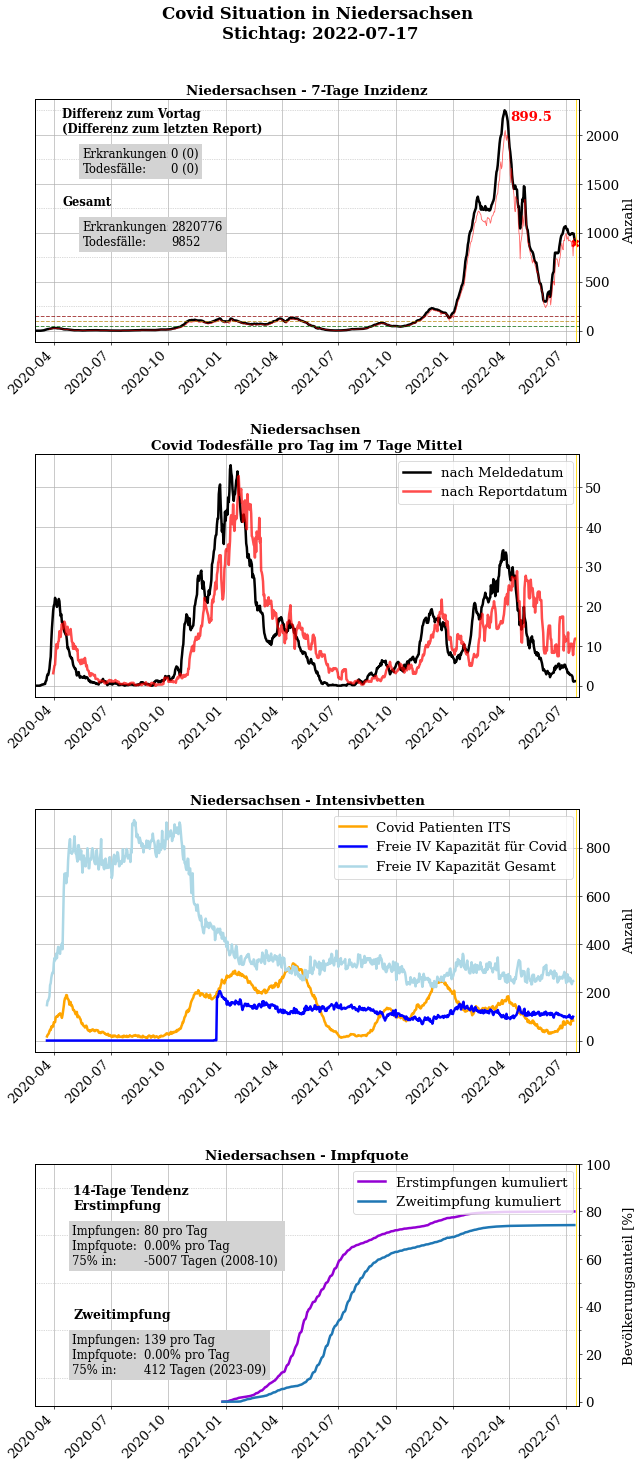 Covid Situation in Niedersachsen
Stichtag: 2022-07-17
Niedersachsen - 7-Tage Inzidenz
Differenz zum Vortag
(Differenz zum letzten Report)
Erkrankungen 0 (0)
Todesfälle: 0 (0)
Gesamt
Erkrankungen 2820776
Todesfälle: 9852
899.5
2000
1500
1000
500
0
Anzahl
2020-04
2020-07
2020-10
2021-01
2021-04
2021-07
2021-10
2022-01
2022-04
2022-07
Niedersachsen
Covid Todesfälle pro Tag im 7 Tage Mittel
nach Meldedatum
nach Reportdatum
50
40
30
20
10
0
2020-04
2020-07
2020-10
2021-01
2021-04
2021-07
2021-10
2022-01
2022-04
2022-07
Niedersachsen - Intensivbetten
Covid Patienten ITS
Freie IV Kapazität für Covid
Freie IV Kapazität Gesamt
800
600
400
200
0
Anzahl
2020-04
2020-07
2020-10
2021-01
2021-04
2021-07
2021-10
2022-01
2022-04
2022-07
Niedersachsen - Impfquote
14-Tage Tendenz
Erstimpfung
Impfungen: 80 pro Tag
Impfquote: 0.00% pro Tag
75% in: -5007 Tagen (2008-10)
Zweitimpfung
Impfungen: 139 pro Tag
Impfquote: 0.00% pro Tag
75% in: 412 Tagen (2023-09)
Erstimpfungen kumuliert
Zweitimpfung kumuliert
100
80
60
40
20
0
Bevölkerungsanteil [%]
2020-04
2020-07
2020-10
2021-01
2021-04
2021-07
2021-10
2022-01
2022-04
2022-07